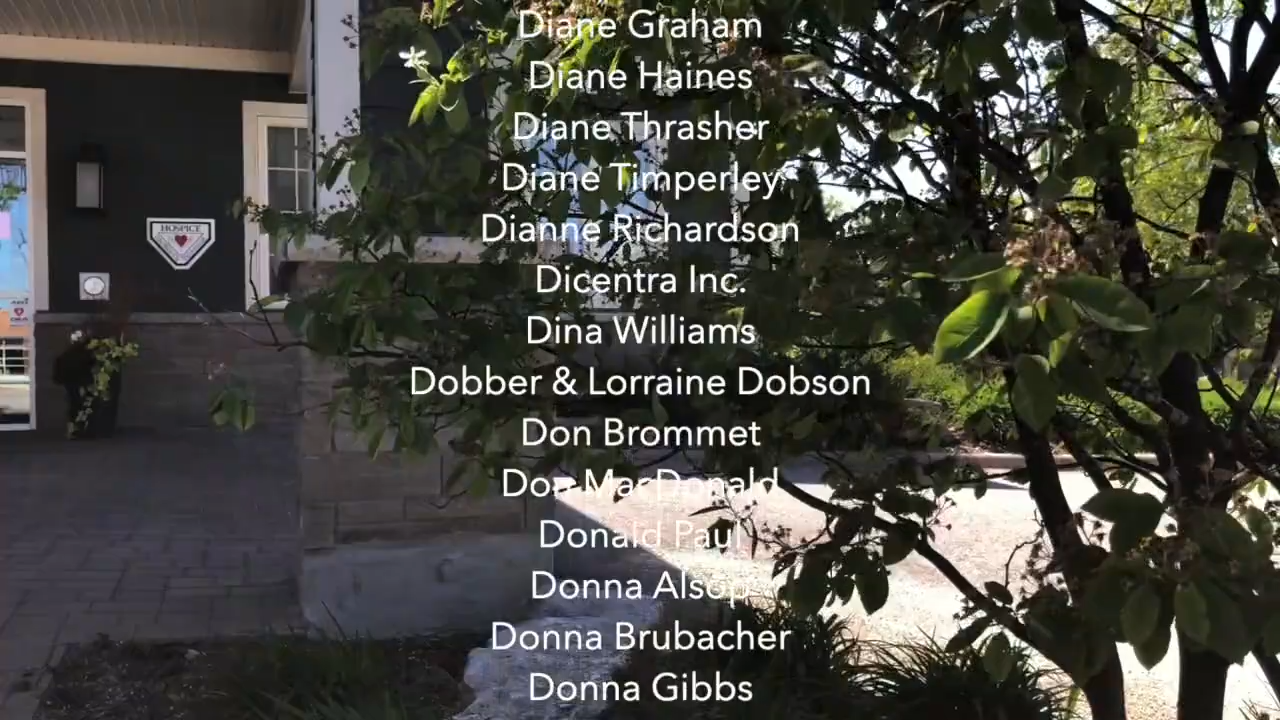 Diane Graham
Diane Haines
Diane Thrasher
Diane Timperley
Dianne Richardson
Dicentra Inc.
Dina Williams
Dobber & Lorraine Dobson
Don Brommet
Don MacDonald
Donald Paul
Donna Alsop
Donna Brubacher
Donna Gibbs
HOSPICE